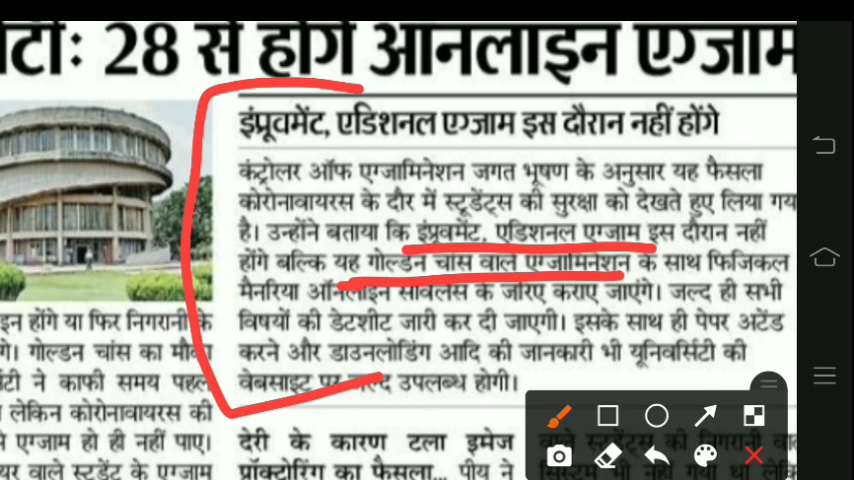 टीः 28 से होंगे ऑनलाइन एग्जाम
इंप्रूवमेंट, एडिशनल एग्जाम इस दौरान नहीं होंगे
कंट्रोलर ऑफ एग्जामिनेशन जगत भूषण के अनुसार यह फैसला
कोरोनावायरस के दौर में स्टूडेंट्स की सुरक्षा को देखते हुए लिया गय
है। उन्होंने बताया कि इंप्रूवमेंट, एडिशनल एग्जाम इस दौरान नहीं
होंगे बल्कि यह गोल्डन चांस वाले एग्जामिनेशन के साथ फिजिकल
मैनरिया ऑनलाइन सर्विलेंस के जरिए कराए जाएंगे। जल्द ही सभी
विषयों की डेटशीट जारी कर दी जाएगी। इसके साथ ही पेपर अटेंड
करने और डाउनलोडिंग आदि की जानकारी भी यूनिवर्सिटी की
वेबसाइट पर जल्द उपलब्ध होगी।
इन होंगे या फिर निगरानी के
गे। गोल्डन चांस का मौका
टी ने काफी समय पहले
लेकिन कोरोनावायरस की
एग्जाम हो ही नहीं पाए।
यर वाले स्टूडेंट के एग्जाम
देरी के कारण टला इमेज
प्रॉक्टोरिंग का फैसला... पीयू ने